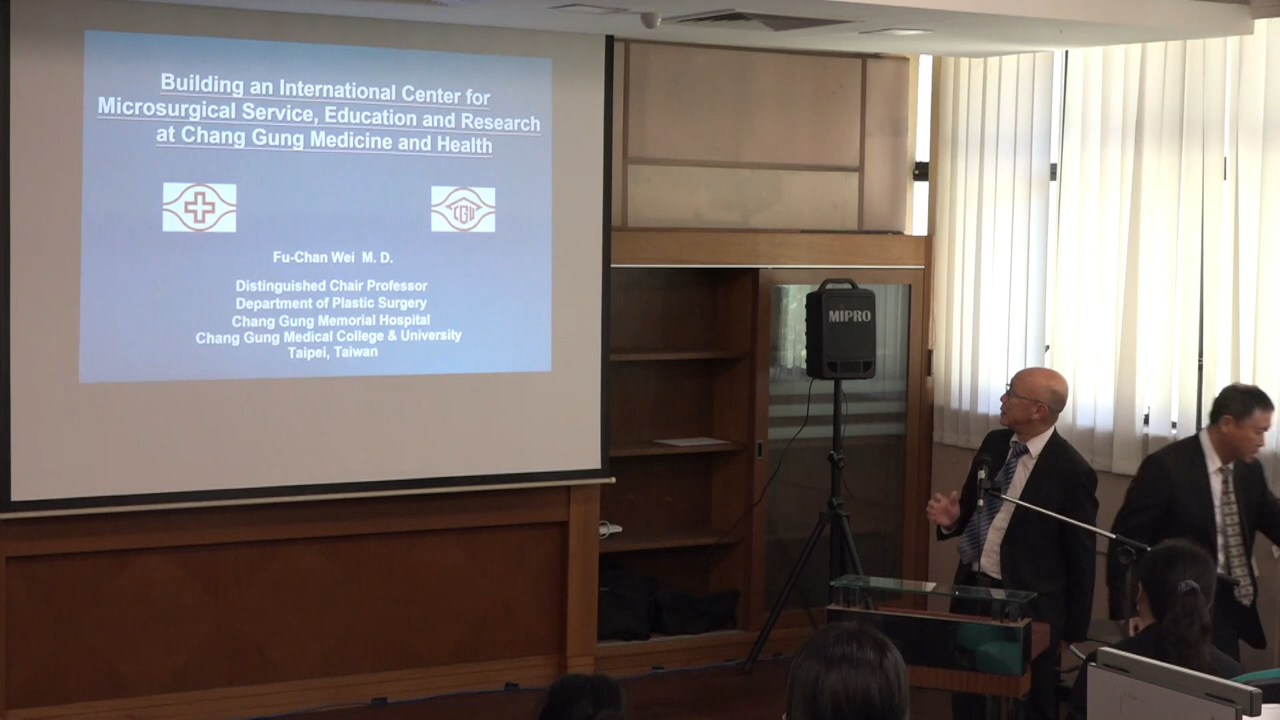 Building an International Center for
Microsurgical Service, Education and Research
at Chang Gung Medicine and Health
CGU
Fu-Chan Wei M. D.
Distinguished Chair Professor
Department of Plastic Surgery
Chang Gung Memorial Hospital
Chang Gung Medical College & University
Taipei, Taiwan
MIPRO